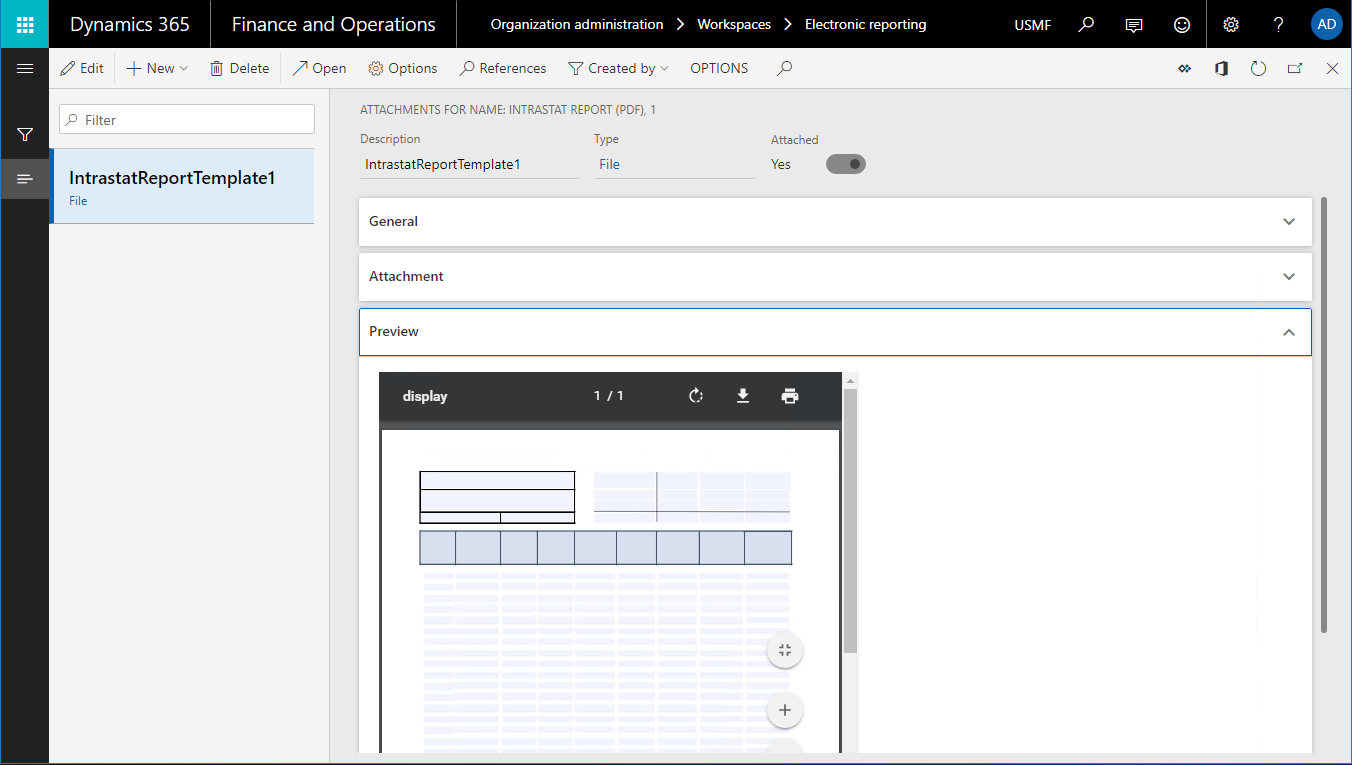 Dynamics 365 Finance and Operations Organization administration Workspaces Electronic reporting USMF ? AD
Edit New Delete Open Options References Created by OPTIONS
Filter
IntrastatReportTemplate1
File
ATTACHMENTS FOR NAME: INTRASTAT REPORT (PDF), 1
Description Type Attached
IntrastatReportTemplate1 File Yes
General
Attachment
Preview
display 1 / 1